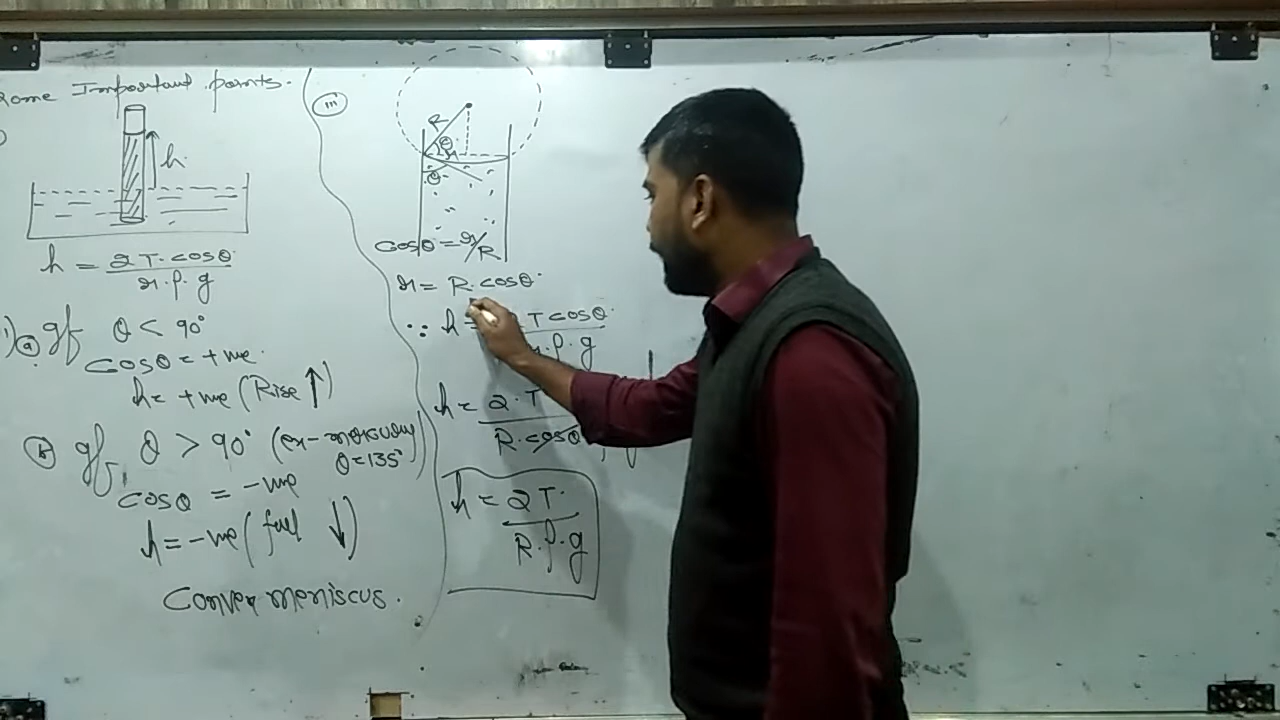 Some Important points.
h
h = 2T.cosθ / r.ρ.g
i) (a) If θ < 90°
cosθ = +ve.
h = +ve (Rise ↑)
(b) If, θ > 90° (ex-mercury θ=135°)
cosθ = -ve
h = -ve (fall ↓)
Convex meniscus.
(iii)
R
θ
r
θ
cosθ = r/R
r = R.cosθ
∵ h = T cosθ / r.ρ.g
h = 2.T / R.cosθ
h = 2T. / R.ρ.g